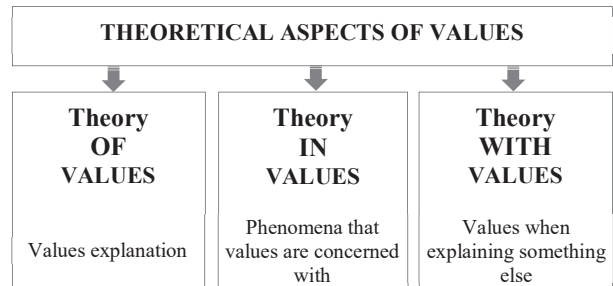 THEORETICAL ASPECTS OF VALUES
Theory
OF
VALUES
Values explanation
Theory
IN
VALUES
Phenomena that
values are concerned
with
Theory
WITH
VALUES
Values when
explaining something
else